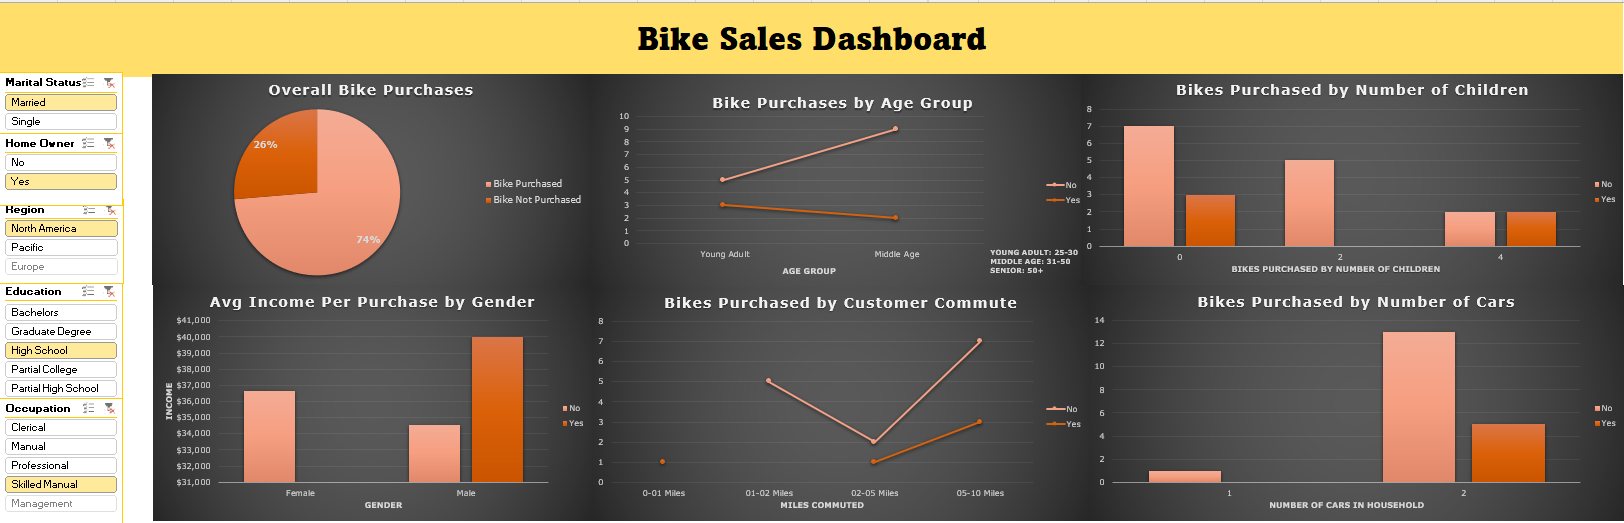 Bike Sales Dashboard
Marital Status
Married
Single
Home Owner
No
Yes
Region
North America
Pacific
Europe
Education
Bachelors
Graduate Degree
High School
Partial College
Partial High School
Occupation
Clerical
Manual
Professional
Skilled Manual
Management
Overall Bike Purchases
26%
74%
Bike Purchased
Bike Not Purchased
Bike Purchases by Age Group
10
9
8
7
6
5
4
3
2
1
0
Young Adult
Middle Age
AGE GROUP
No
Yes
YOUNG ADULT: 25-30
MIDDLE AGE: 31-50
SENIOR: 50+
Bikes Purchased by Number of Children
8
7
6
5
4
3
2
1
0
0
2
4
BIKES PURCHASED BY NUMBER OF CHILDREN
No
Yes
Avg Income Per Purchase by Gender
$41,000
$40,000
$39,000
$38,000
$37,000
$36,000
$35,000
$34,000
$33,000
$32,000
$31,000
INCOME
Female
Male
GENDER
No
Yes
Bikes Purchased by Customer Commute
8
7
6
5
4
3
2
1
0
0-01 Miles
01-02 Miles
02-05 Miles
05-10 Miles
MILES COMMUTED
No
Yes
Bikes Purchased by Number of Cars
14
12
10
8
6
4
2
0
1
2
NUMBER OF CARS IN HOUSEHOLD
No
Yes